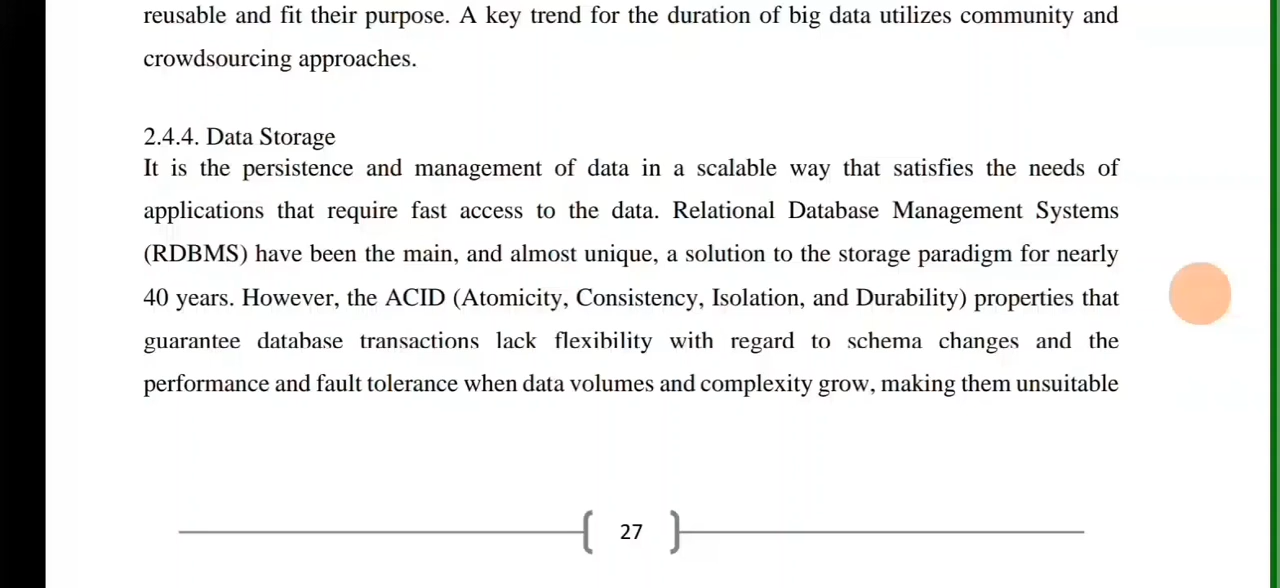 reusable and fit their purpose. A key trend for the duration of big data utilizes community and
crowdsourcing approaches.
2.4.4. Data Storage
It is the persistence and management of data in a scalable way that satisfies the needs of
applications that require fast access to the data. Relational Database Management Systems
(RDBMS) have been the main, and almost unique, a solution to the storage paradigm for nearly
40 years. However, the ACID (Atomicity, Consistency, Isolation, and Durability) properties that
guarantee database transactions lack flexibility with regard to schema changes and the
performance and fault tolerance when data volumes and complexity grow, making them unsuitable
27